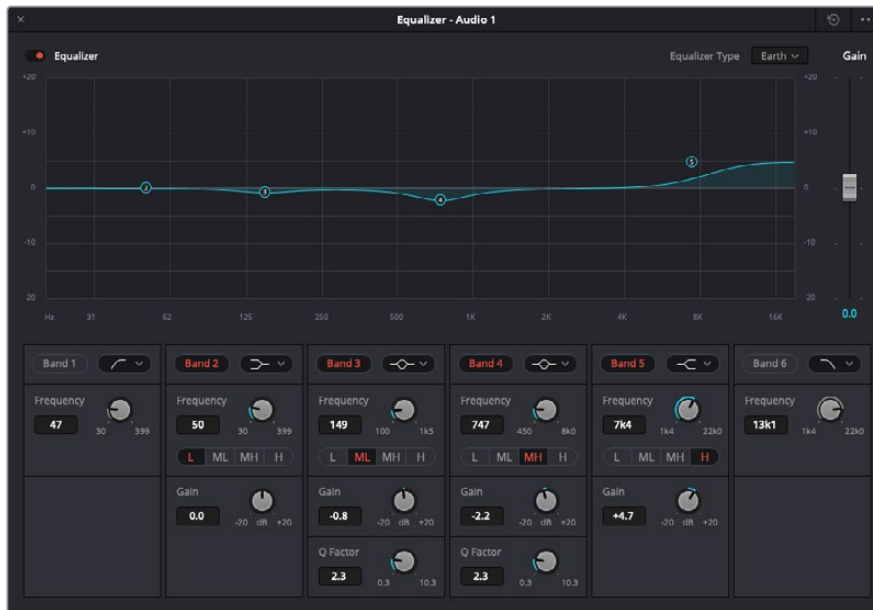 × Equalizer - Audio 1
Equalizer Equalizer Type Earth Gain
+20 +20
+10 +10
2 3 4 5
0 0
-10 -10
20 20
Hz 31 62 125 250 500 1K 2K 4K 8K 16K 0.0
Band 1 Band 2 Band 3 Band 4 Band 5 Band 6
Frequency Frequency Frequency Frequency Frequency Frequency
47 50 149 747 7k4 13k1
30 399 30 399 100 1k5 450 8k0 1k4 22k0 1k4 22k0
L ML MH H L ML MH H L ML MH H L ML MH H
Gain Gain Gain Gain
0.0 -0.8 -2.2 +4.7
-20 dB +20 -20 dB +20 -20 dB +20 -20 dB +20
Q Factor Q Factor
2.3 2.3
0.3 10.3 0.3 10.3